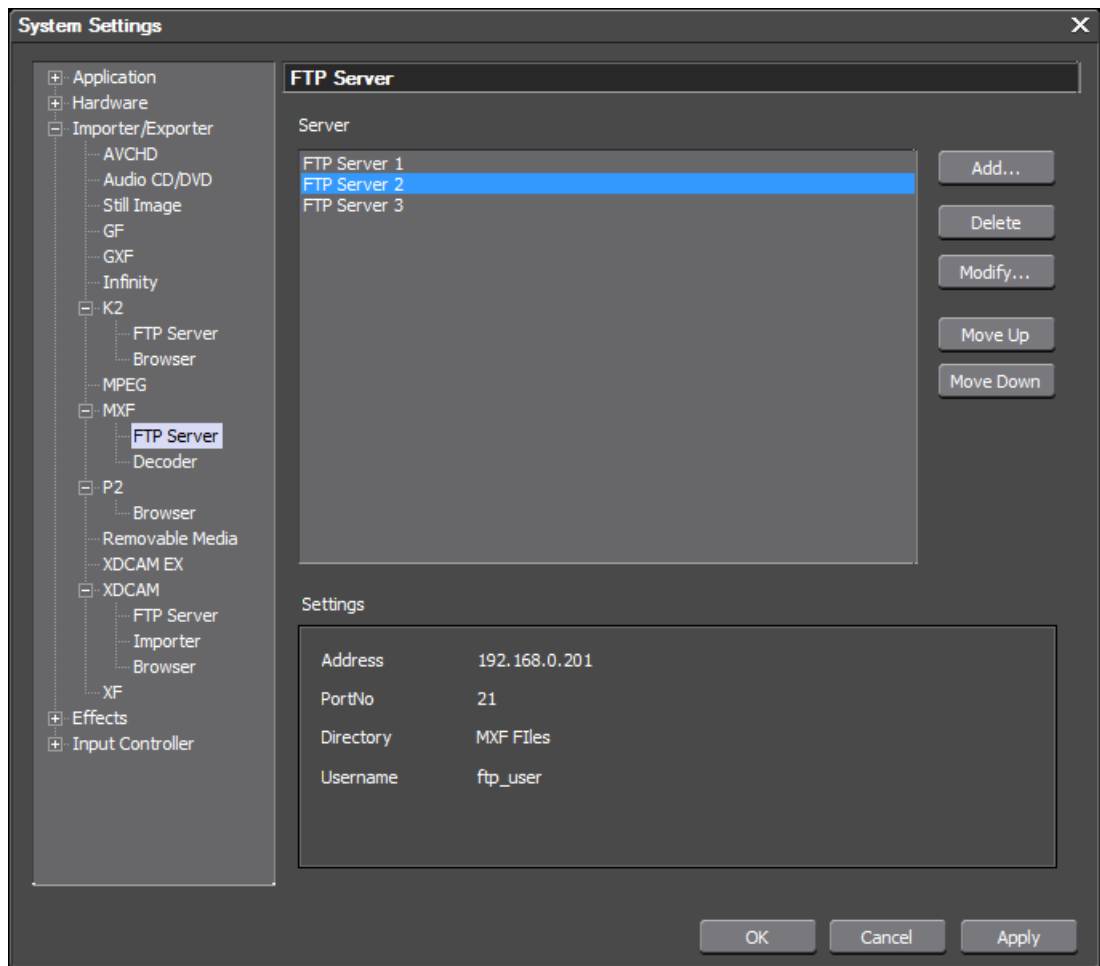 System Settings
Application
Hardware
Importer/Exporter
AVCHD
Audio CD/DVD
Still Image
GF
GXF
Infinity
K2
FTP Server
Browser
MPEG
MXF
FTP Server
Decoder
P2
Browser
Removable Media
XDCAM EX
XDCAM
FTP Server
Importer
Browser
XF
Effects
Input Controller
FTP Server
Server
FTP Server 1
FTP Server 2
FTP Server 3
Add...
Delete
Modify...
Move Up
Move Down
Settings
Address 192.168.0.201
PortNo 21
Directory MXF FIles
Username ftp_user
OK Cancel Apply